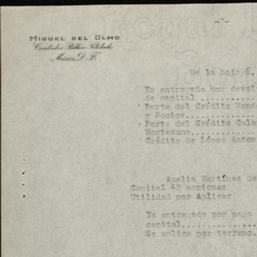 MIGUEL DEL OLMO
Contador Público Titulado
México, D. F.
-7-
De la hoja 6.
Ya entregado por devol
de capital ..........
Parte del Crédito Mend
y Socios.............
Parte del Crédito Colo
Moctezuma............
Crédito de López Anton
Amelia Martínez de
Capital 42 acciones
Utilidad por Aplicar
Ya entregado por pago
capital..............
Se aplica por terreno.